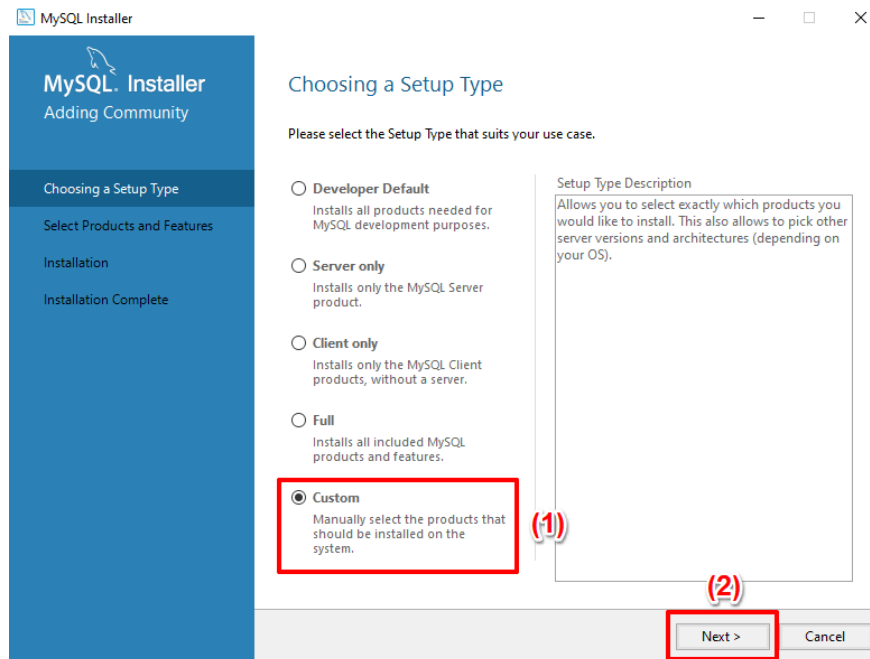 MySQL Installer
MySQL. Installer
Adding Community
Choosing a Setup Type
Select Products and Features
Installation
Installation Complete
Choosing a Setup Type
Please select the Setup Type that suits your use case.
Developer Default
Installs all products needed for
MySQL development purposes.
Server only
Installs only the MySQL Server
product.
Client only
Installs only the MySQL Client
products, without a server.
Full
Installs all included MySQL
products and features.
Custom
Manually select the products that
should be installed on the
system.
(1)
Setup Type Description
Allows you to select exactly which products you
would like to install. This also allows to pick other
server versions and architectures (depending on
your OS).
(2)
Next >
Cancel